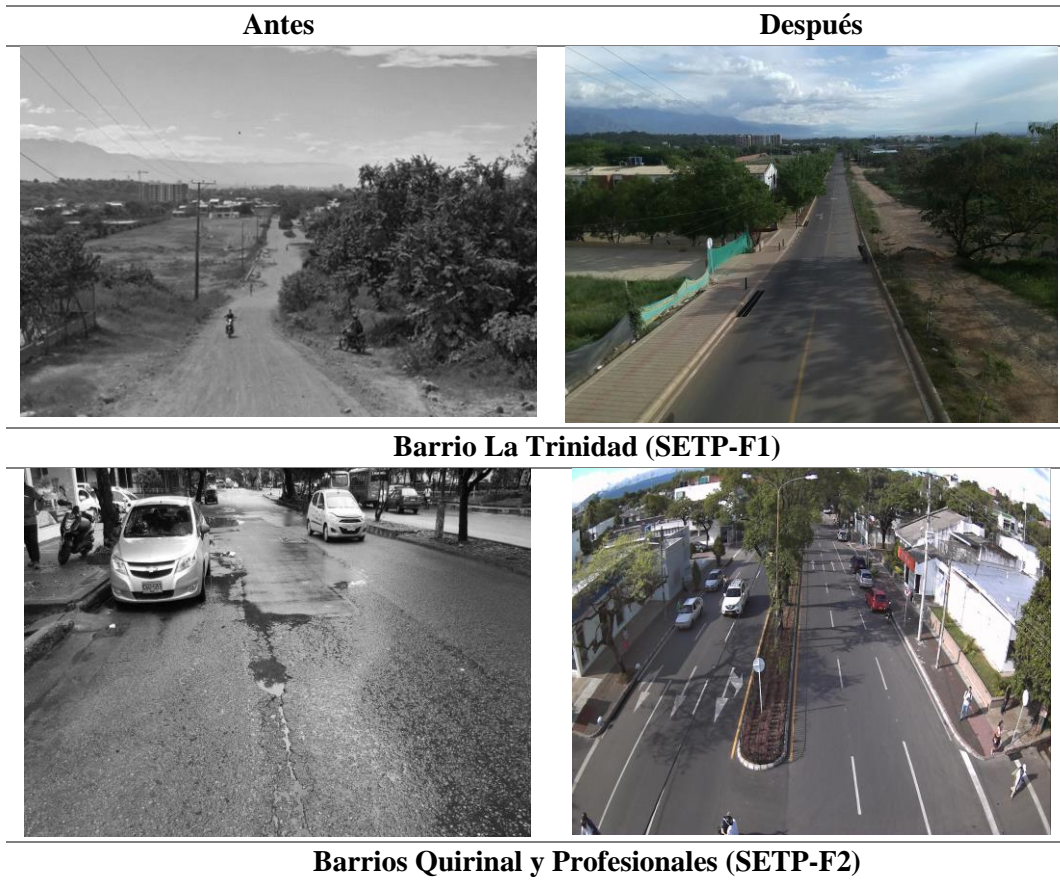 Antes
Después
Barrio La Trinidad (SETP-F1)
Barrios Quirinal y Profesionales (SETP-F2)